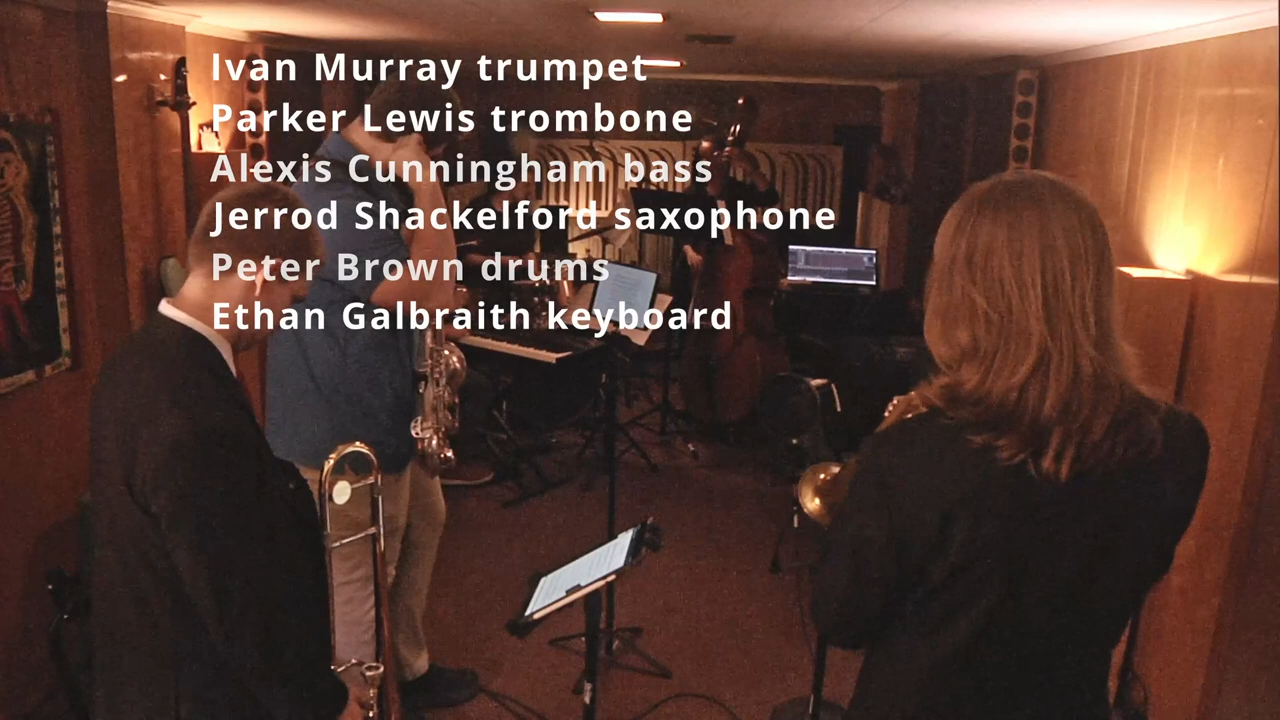 Ivan Murray trumpet
Parker Lewis trombone
Alexis Cunningham bass
Jerrod Shackelford saxophone
Peter Brown drums
Ethan Galbraith keyboard